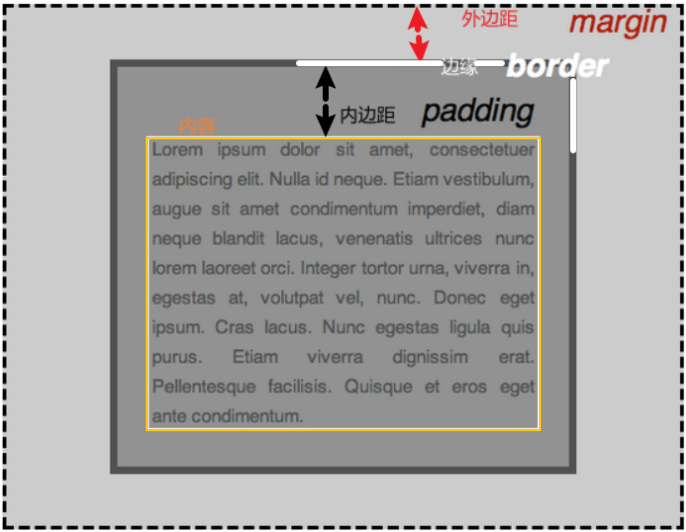 外边距 margin
边缘 border
内边距 padding
内容
Lorem ipsum dolor sit amet, consectetuer
adipiscing elit. Nulla id neque. Etiam vestibulum,
augue sit amet condimentum imperdiet, diam
neque blandit lacus, venenatis ultrices nunc
lorem laoreet orci. Integer tortor urna, viverra in,
egestas at, volutpat vel, nunc. Donec eget
ipsum. Cras lacus. Nunc egestas ligula quis
purus. Etiam viverra dignissim erat.
Pellentesque facilisis. Quisque et eros eget
ante condimentum.